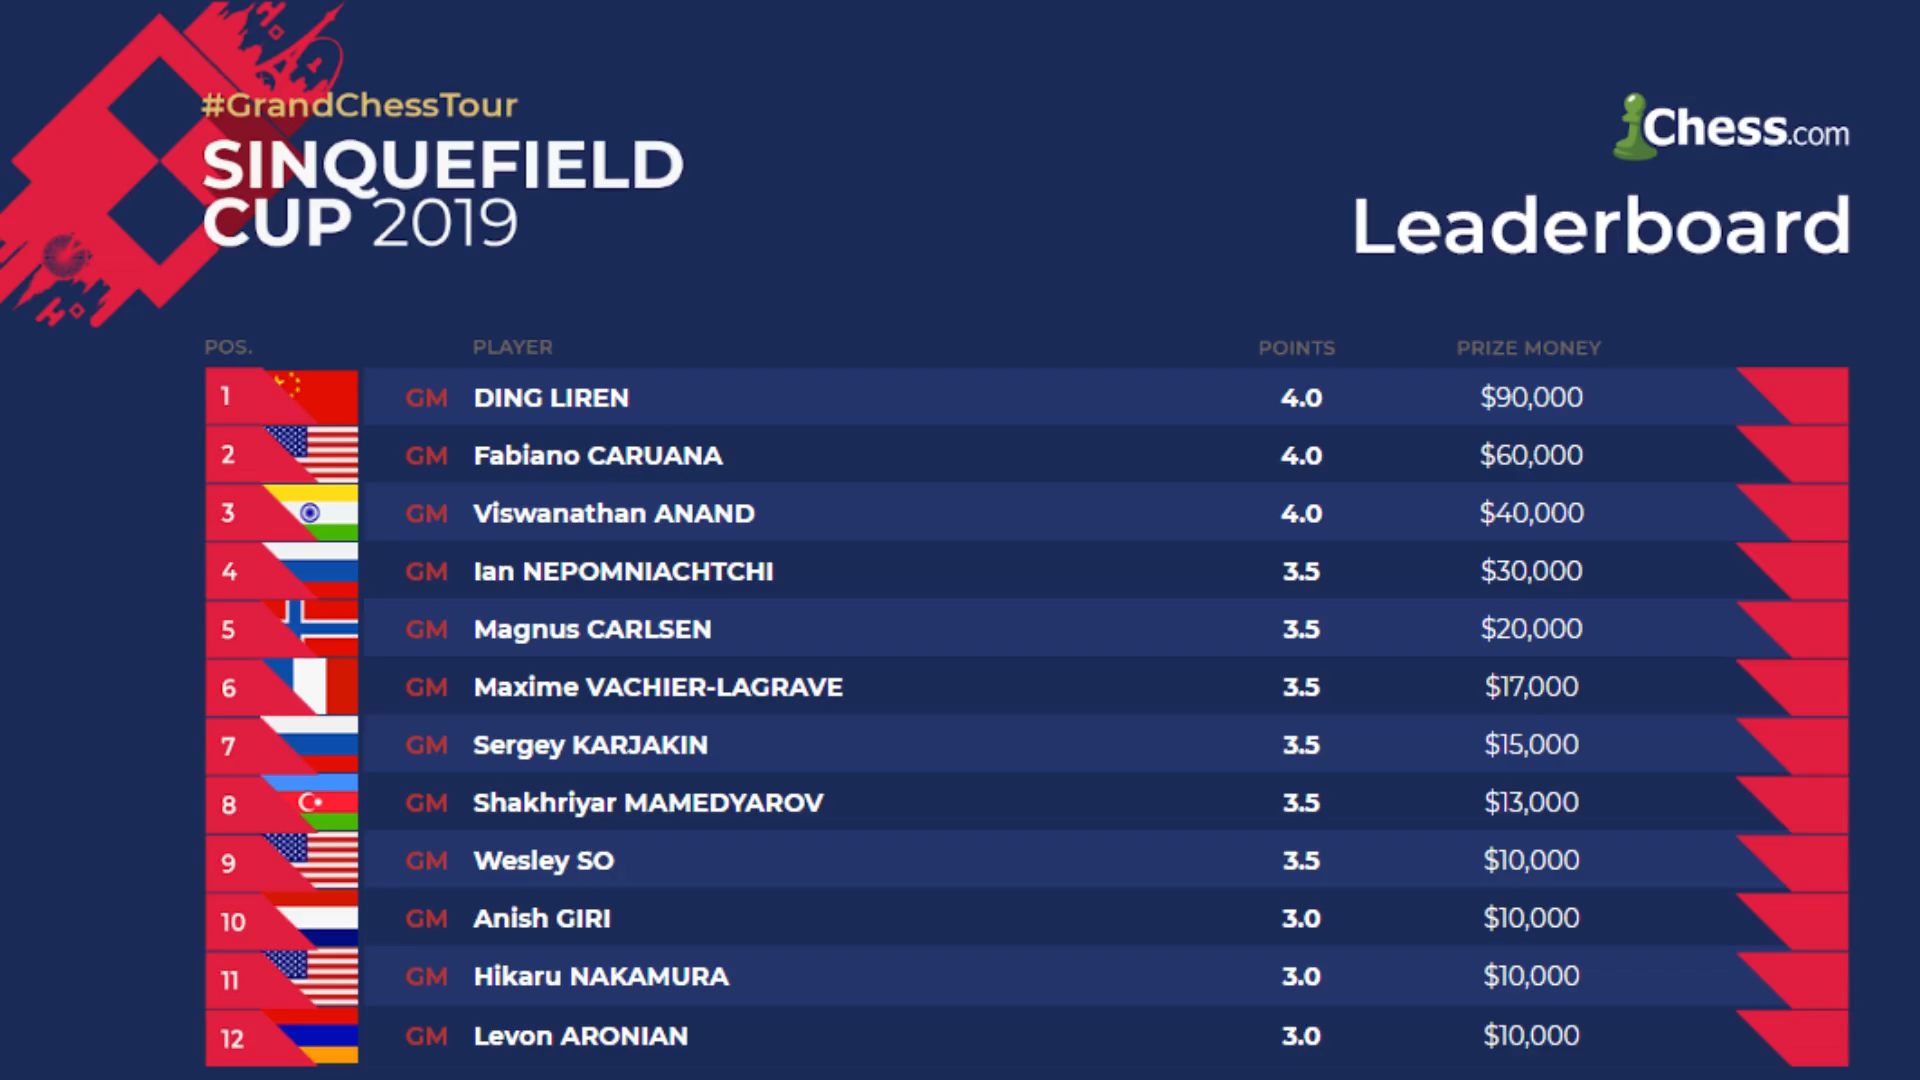 #GrandChessTour
SINQUEFIELD
CUP 2019
Chess.com
Leaderboard
POS. PLAYER POINTS PRIZE MONEY
1 GM DING LIREN 4.0 $90,000
2 GM Fabiano CARUANA 4.0 $60,000
3 GM Viswanathan ANAND 4.0 $40,000
4 GM Ian NEPOMNIACHTCHI 3.5 $30,000
5 GM Magnus CARLSEN 3.5 $20,000
6 GM Maxime VACHIER-LAGRAVE 3.5 $17,000
7 GM Sergey KARJAKIN 3.5 $15,000
8 GM Shakhriyar MAMEDYAROV 3.5 $13,000
9 GM Wesley SO 3.5 $10,000
10 GM Anish GIRI 3.0 $10,000
11 GM Hikaru NAKAMURA 3.0 $10,000
12 GM Levon ARONIAN 3.0 $10,000